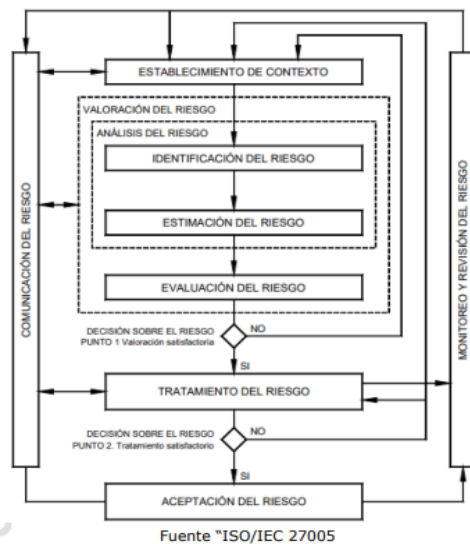 ESTABLECIMIENTO DE CONTEXTO
VALORACIÓN DEL RIESGO
ANÁLISIS DEL RIESGO
IDENTIFICACIÓN DEL RIESGO
ESTIMACIÓN DEL RIESGO
EVALUACIÓN DEL RIESGO
COMUNICACIÓN DEL RIESGO
MONITOREO Y REVISIÓN DEL RIESGO
DECISIÓN SOBRE EL RIESGO
PUNTO 1 Valoración satisfactoria
NO
SI
TRATAMIENTO DEL RIESGO
DECISIÓN SOBRE EL RIESGO
PUNTO 2. Tratamiento satisfactorio
NO
SI
ACEPTACIÓN DEL RIESGO
Fuente "ISO/IEC 27005